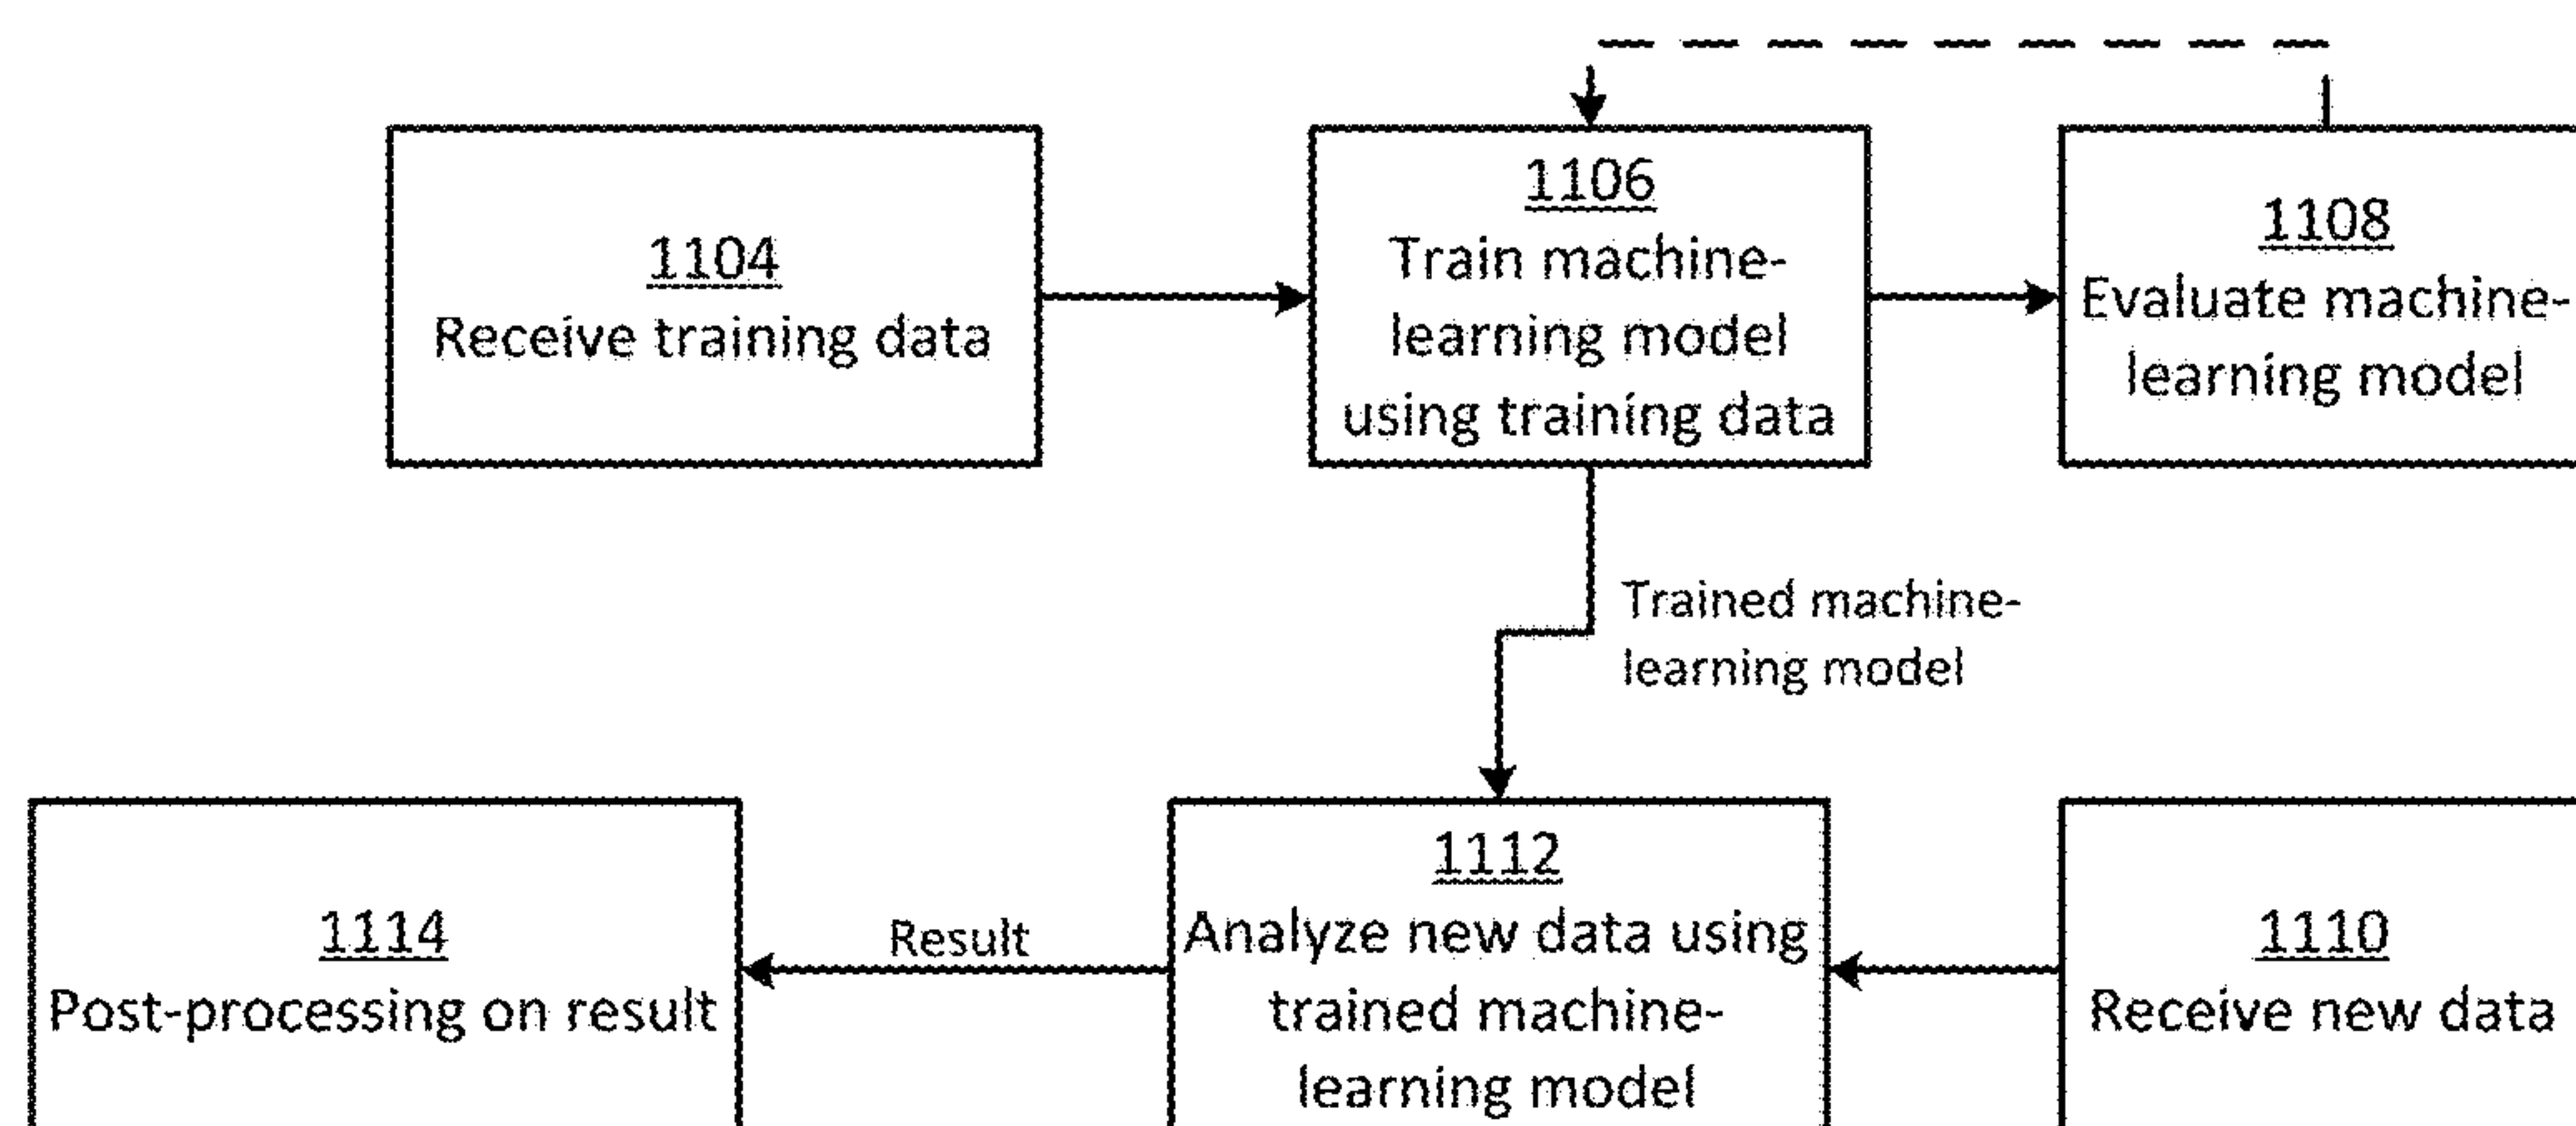 1104
Receive training data
1106
Train machine-
learning model
using training data
1108
Evaluate machine-
learning model
Trained machine-
learning model
1114
Post-processing on result
Result
1112
Analyze new data using
trained machine-
learning model
1110
Receive new data